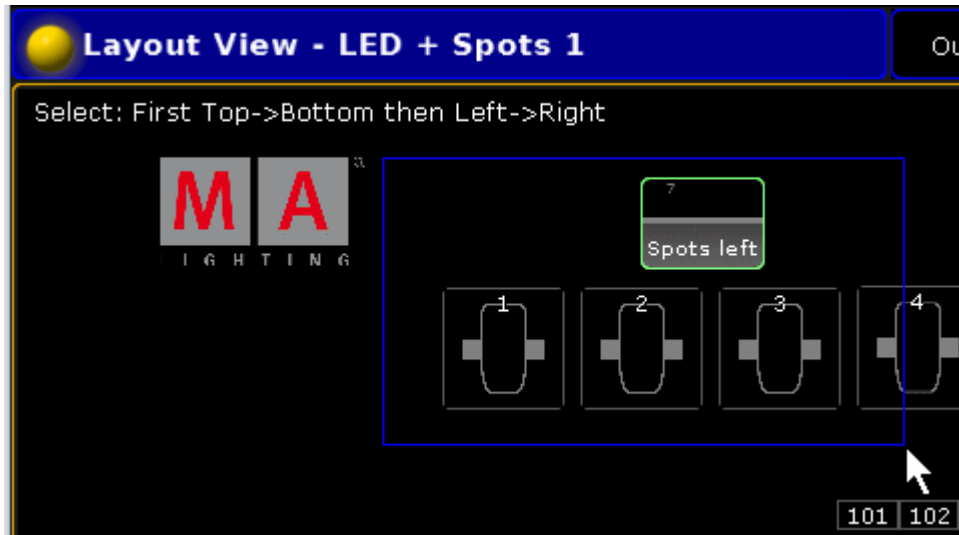 Layout View - LED + Spots 1
Select: First Top->Bottom then Left->Right
MA
LIGHTING
7
Spots left
1 2 3 4
101 102